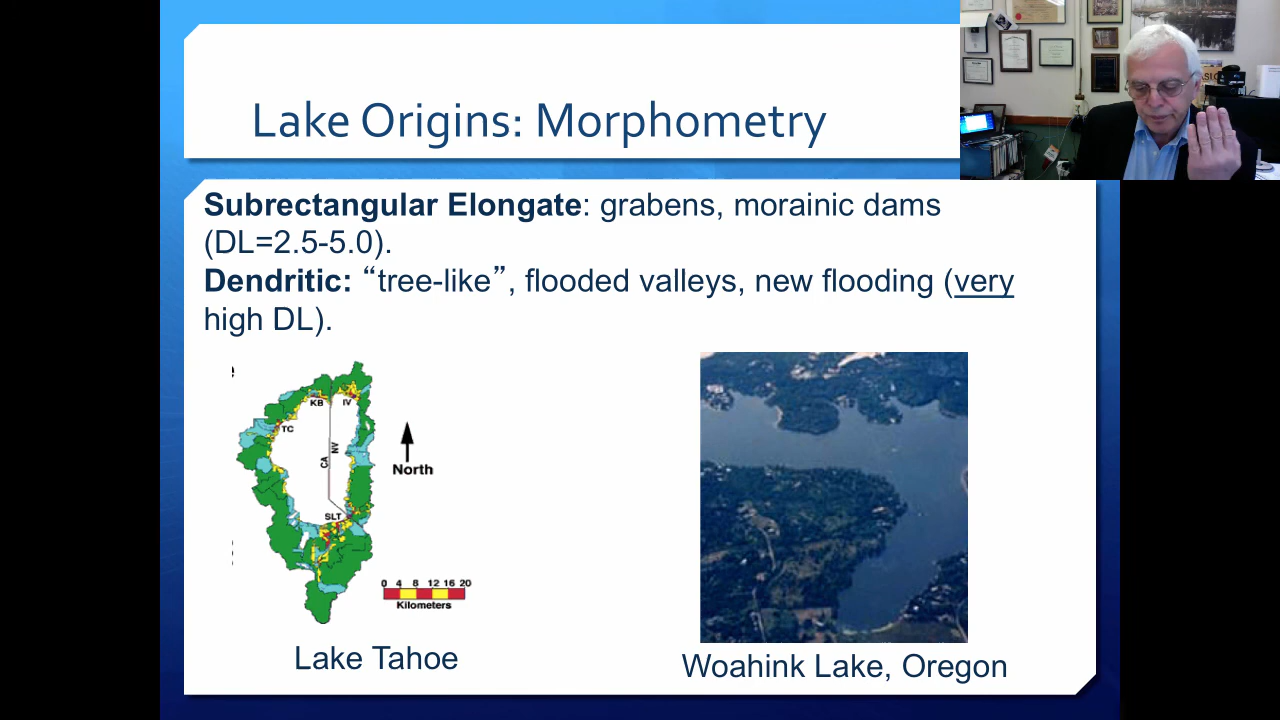 Lake Origins: Morphometry
Subrectangular Elongate: grabens, morainic dams
(DL=2.5-5.0).
Dendritic: “tree-like”, flooded valleys, new flooding (very
high DL).
KB IV
TC
CA NV
SLT
North
0 4 8 12 16 20
Kilometers
Lake Tahoe
Woahink Lake, Oregon